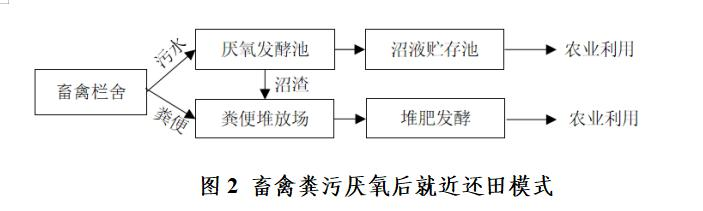 污水
厌氧发酵池
沼液贮存池
农业利用
沼渣
畜禽栏舍
粪便
粪便堆放场
堆肥发酵
农业利用
图 2 畜禽粪污厌氧后就近还田模式